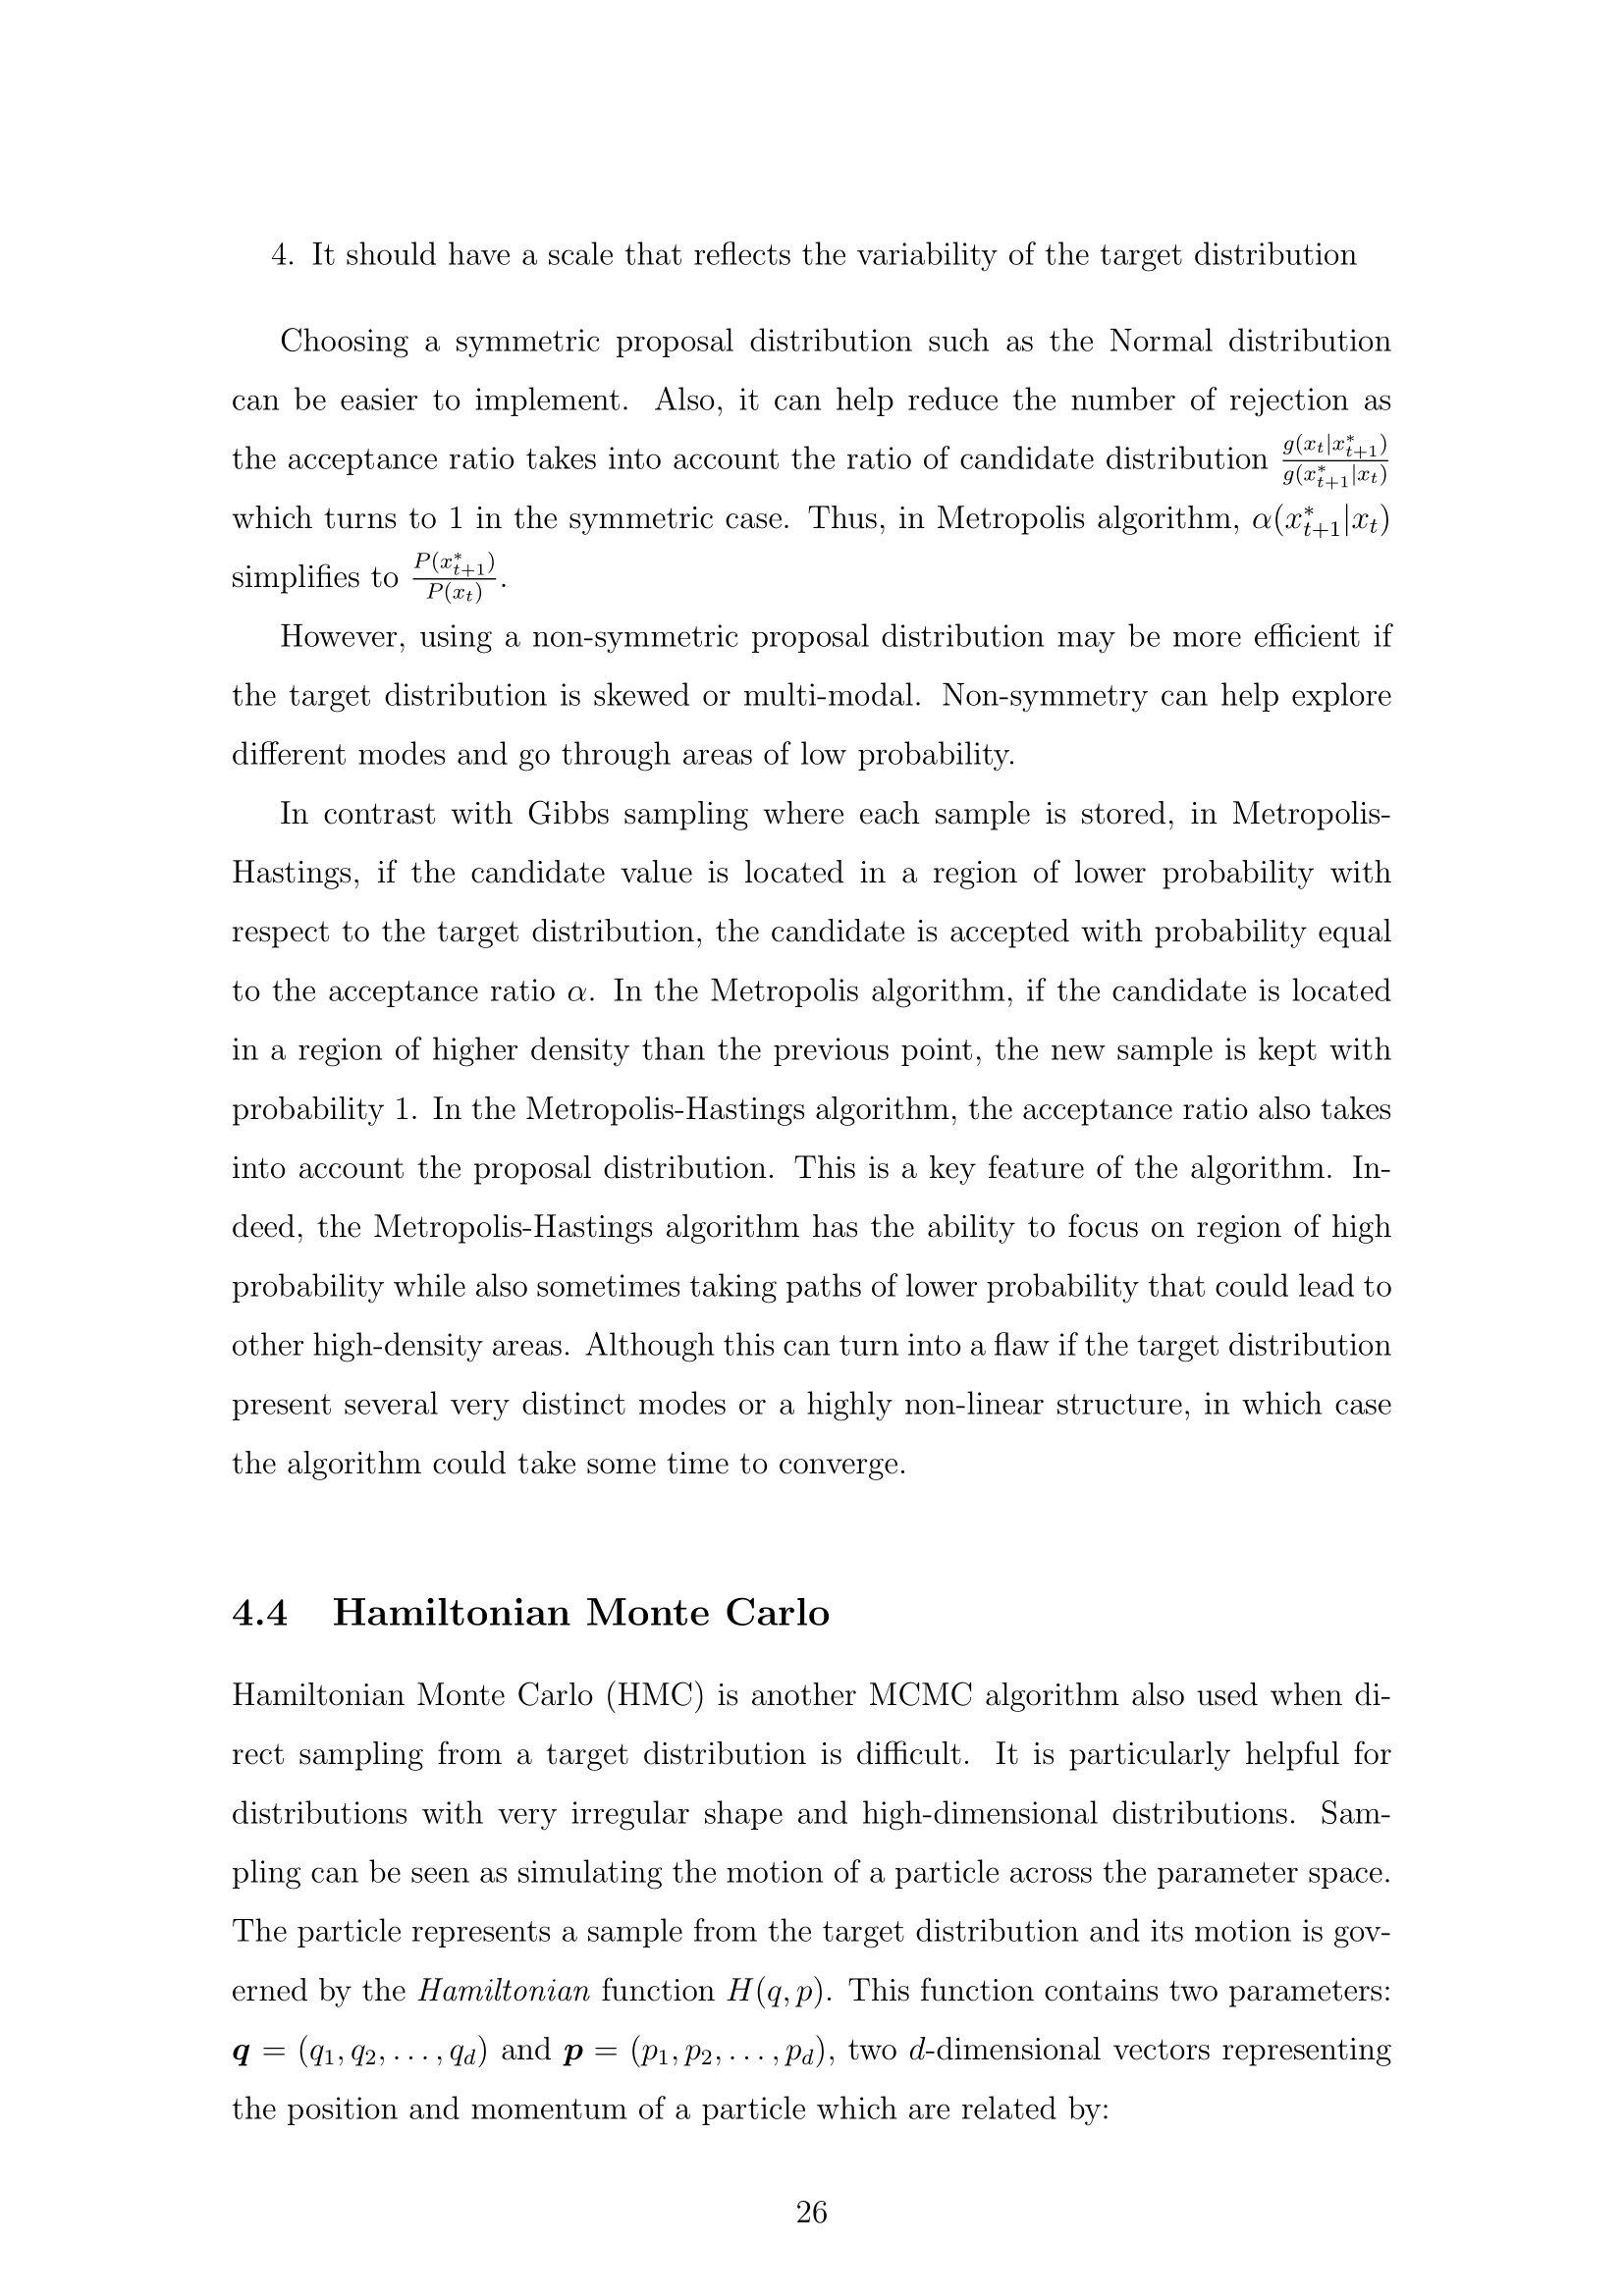 4. It should have a scale that reflects the variability of the target distribution
Choosing a symmetric proposal distribution such as the Normal distribution
can be easier to implement. Also, it can help reduce the number of rejection as
the acceptance ratio takes into account the ratio of candidate distribution $\frac{g(x_t|x^*_{t+1})}{g(x^*_{t+1}|x_t)}$
which turns to 1 in the symmetric case. Thus, in Metropolis algorithm, $\alpha(x^*_{t+1}|x_t)$
simplifies to $\frac{P(x^*_{t+1})}{P(x_t)}$.
However, using a non-symmetric proposal distribution may be more efficient if
the target distribution is skewed or multi-modal. Non-symmetry can help explore
different modes and go through areas of low probability.
In contrast with Gibbs sampling where each sample is stored, in Metropolis-
Hastings, if the candidate value is located in a region of lower probability with
respect to the target distribution, the candidate is accepted with probability equal
to the acceptance ratio α. In the Metropolis algorithm, if the candidate is located
in a region of higher density than the previous point, the new sample is kept with
probability 1. In the Metropolis-Hastings algorithm, the acceptance ratio also takes
into account the proposal distribution. This is a key feature of the algorithm. In-
deed, the Metropolis-Hastings algorithm has the ability to focus on region of high
probability while also sometimes taking paths of lower probability that could lead to
other high-density areas. Although this can turn into a flaw if the target distribution
present several very distinct modes or a highly non-linear structure, in which case
the algorithm could take some time to converge.
4.4 Hamiltonian Monte Carlo
Hamiltonian Monte Carlo (HMC) is another MCMC algorithm also used when di-
rect sampling from a target distribution is difficult. It is particularly helpful for
distributions with very irregular shape and high-dimensional distributions. Sam-
pling can be seen as simulating the motion of a particle across the parameter space.
The particle represents a sample from the target distribution and its motion is gov-
erned by the Hamiltonian function $H(q, p)$. This function contains two parameters:
$\boldsymbol{q} = (q_1, q_2, \ldots, q_d)$ and $\boldsymbol{p} = (p_1, p_2, \ldots, p_d)$, two $d$-dimensional vectors representing
the position and momentum of a particle which are related by:
26